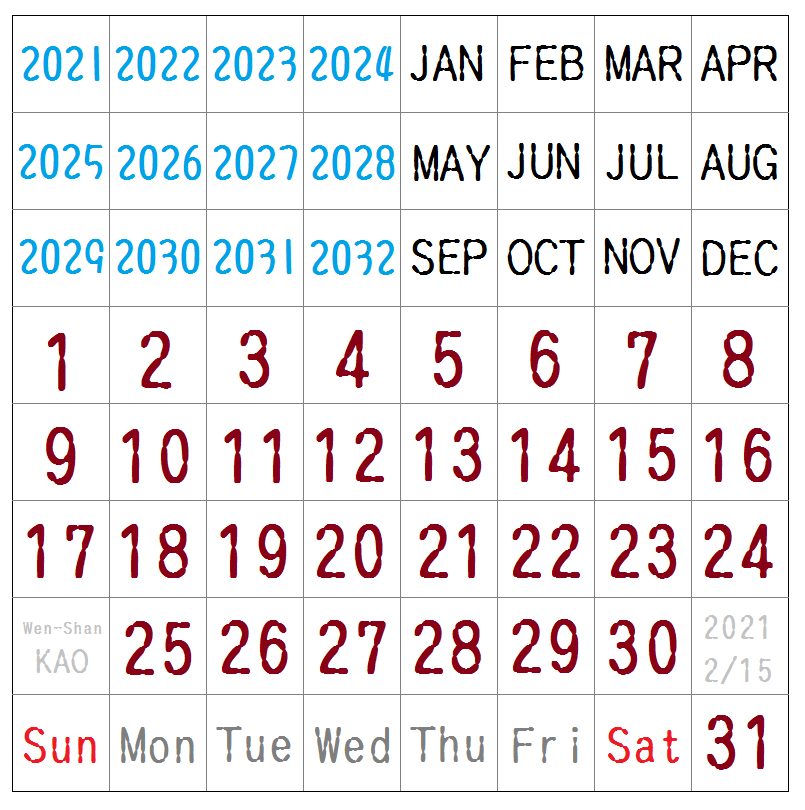 2021 2022 2023 2024 JAN FEB MAR APR
2025 2026 2027 2028 MAY JUN JUL AUG
2029 2030 2031 2032 SEP OCT NOV DEC
1 2 3 4 5 6 7 8
9 10 11 12 13 14 15 16
17 18 19 20 21 22 23 24
Wen-Shan
KAO
25 26 27 28 29 30
2021
2/15
Sun Mon Tue Wed Thu Fri Sat 31